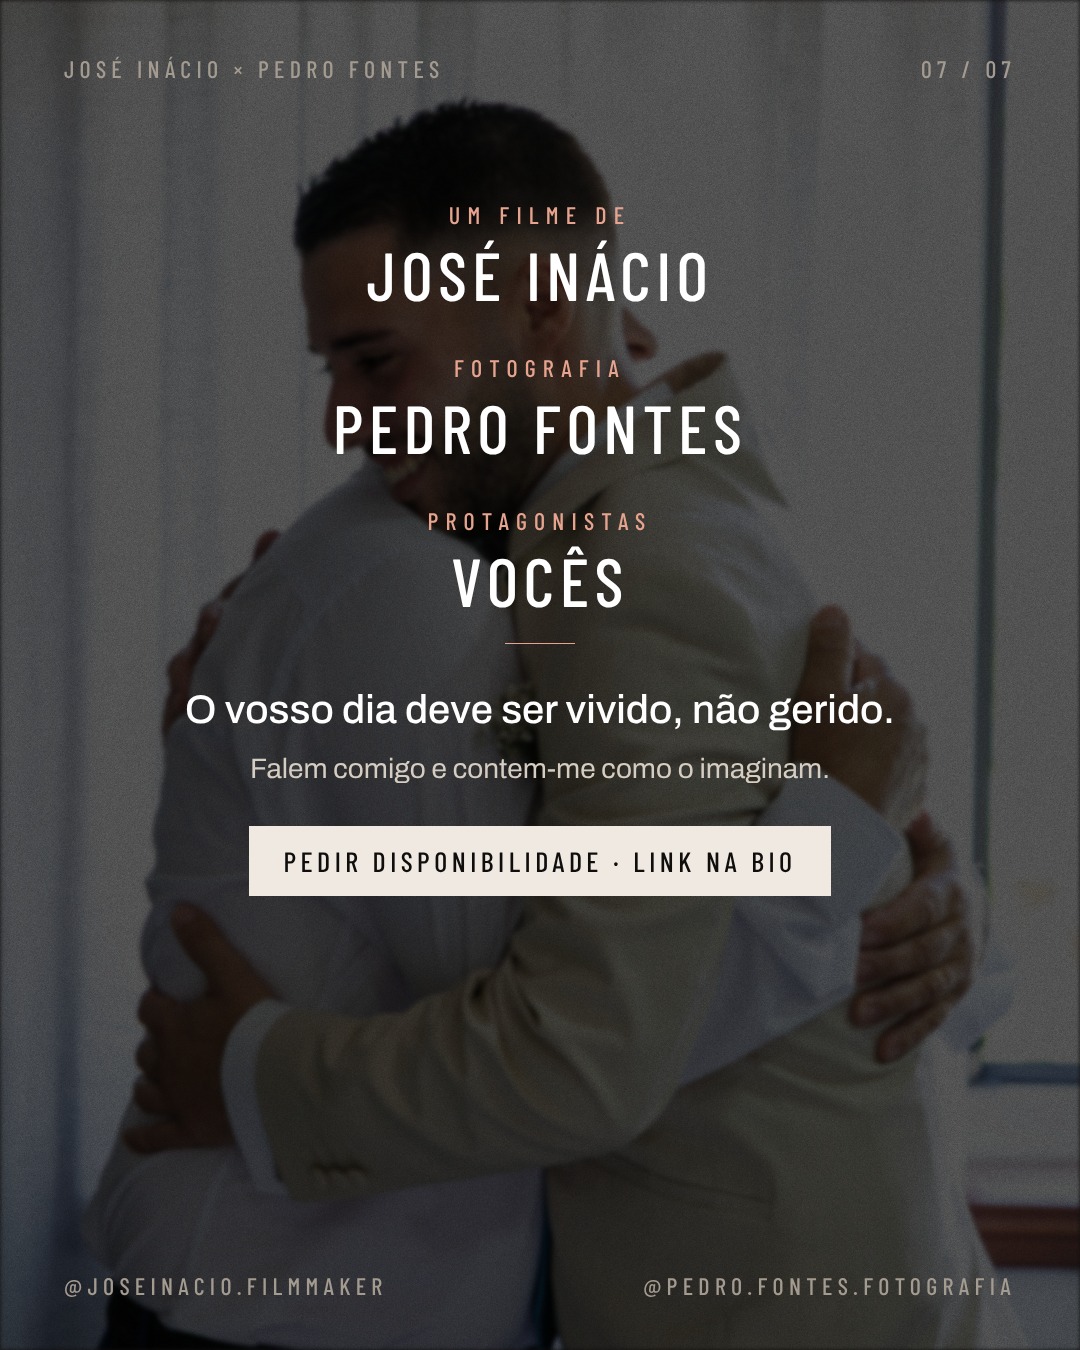 JOSÉ INÁCIO × PEDRO FONTES
07 / 07
UM FILME DE
JOSÉ INÁCIO
FOTOGRAFIA
PEDRO FONTES
PROTAGONISTAS
VOCÊS
O vosso dia deve ser vivido, não gerido.
Falem comigo e contem-me como o imaginam.
PEDIR DISPONIBILIDADE · LINK NA BIO
@JOSEINACIO.FILMMAKER
@PEDRO.FONTES.FOTOGRAFIA